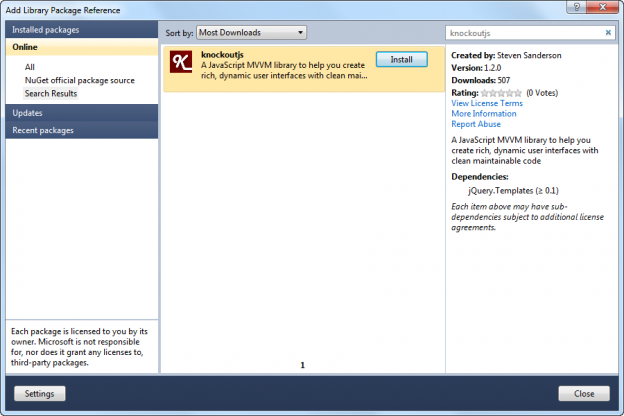 Add Library Package Reference
Installed packages
Online
All
NuGet official package source
Search Results
Updates
Recent packages
Each package is licensed to you by its
owner. Microsoft is not responsible
for, nor does it grant any licenses to,
third-party packages.
Sort by: Most Downloads
knockoutjs
A JavaScript MVVM library to help you create
rich, dynamic user interfaces with clean mai...
Install
1
knockoutjs
Created by: Steven Sanderson
Version: 1.2.0
Downloads: 507
Rating: (0 Votes)
View License Terms
More Information
Report Abuse
A JavaScript MVVM library to help you
create rich, dynamic user interfaces with
clean maintainable code
Dependencies:
jQuery.Templates (≥ 0.1)
Each item above may have sub-
dependencies subject to additional license
agreements.
Settings
Close